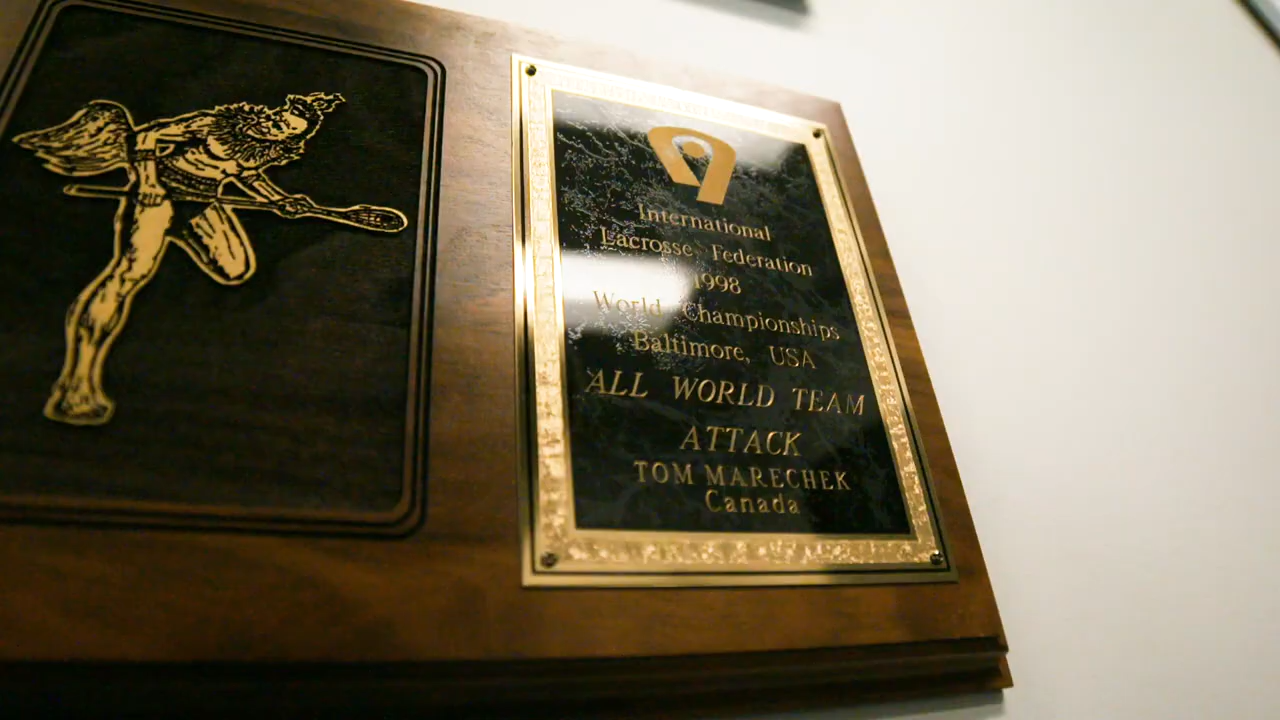 International
Lacrosse Federation
1998
World Championships
Baltimore, USA
ALL WORLD TEAM
ATTACK
TOM MARECHEK
Canada